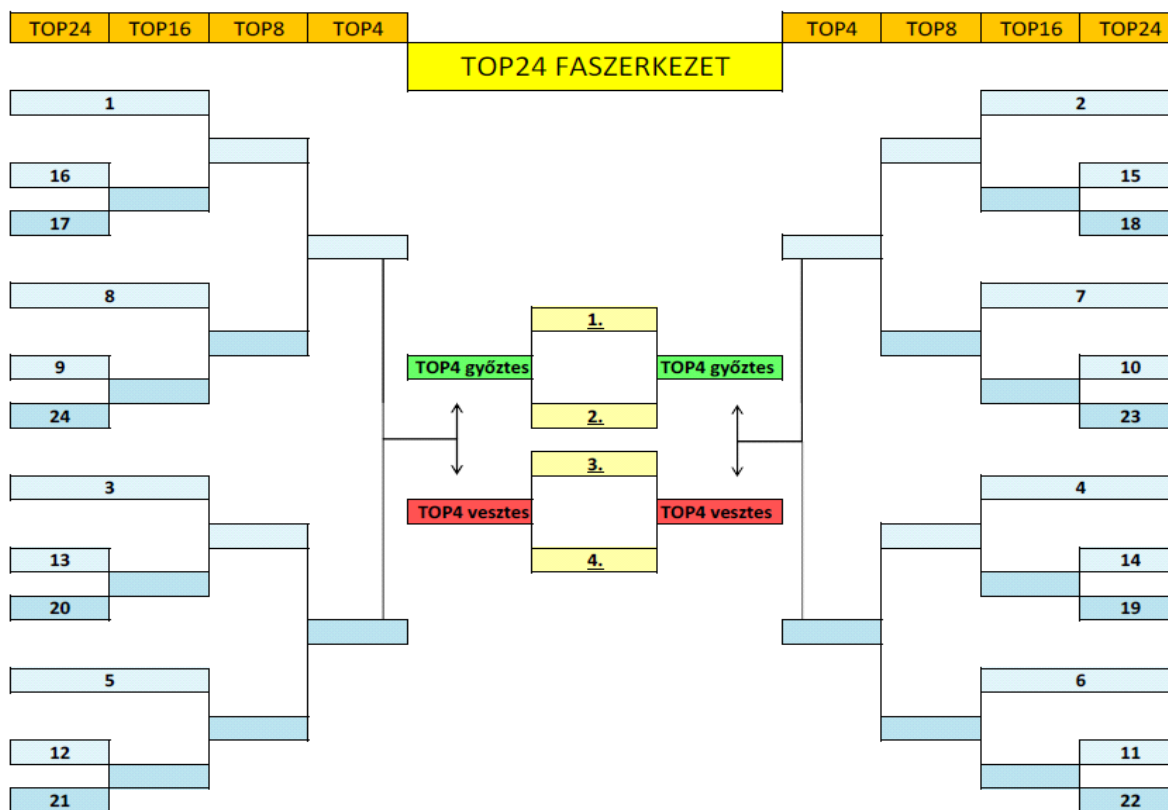 TOP24 TOP16 TOP8 TOP4 TOP4 TOP8 TOP16 TOP24
TOP24 FASZERKEZET
1 2
16 15
17 18
8 7
1.
9 TOP4 győztes TOP4 győztes 10
24 2. 23
3.
3 4
TOP4 vesztes TOP4 vesztes
13 4. 14
20 19
5 6
12 11
21 22